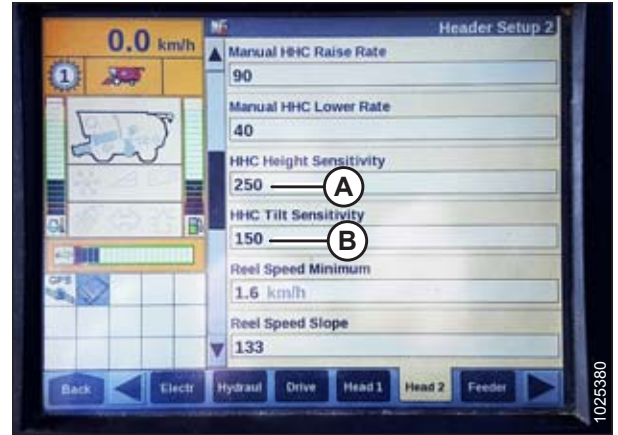 0.0 km/h
Header Setup 2
1
Manual HHC Raise Rate
90
Manual HHC Lower Rate
40
HHC Height Sensitivity
250
A
HHC Tilt Sensitivity
150
B
Reel Speed Minimum
1.6 km/h
Reel Speed Slope
133
GPS
Back
Electr
Hydraul
Drive
Head 1
Head 2
Feeder
1025380